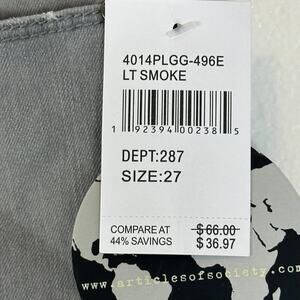 4014PLGG-496E
LT SMOKE
1 92394 00238 5
DEPT:287
SIZE:27
COMPARE AT $66.00
44% SAVINGS $36.97
www.articlesofsociety.com